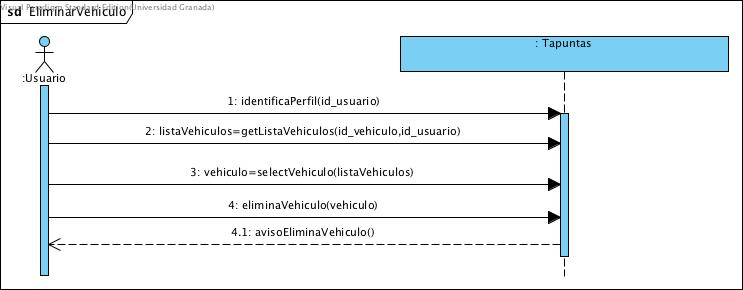 Visual Paradigm Standard Edition(Universidad Granada)
sd EliminarVehiculo
:Usuario
: Tapuntas
1: identificaPerfil(id_usuario)
2: listaVehiculos=getListaVehiculos(id_vehiculo,id_usuario)
3: vehiculo=selectVehiculo(listaVehiculos)
4: eliminaVehiculo(vehiculo)
4.1: avisoEliminaVehiculo()